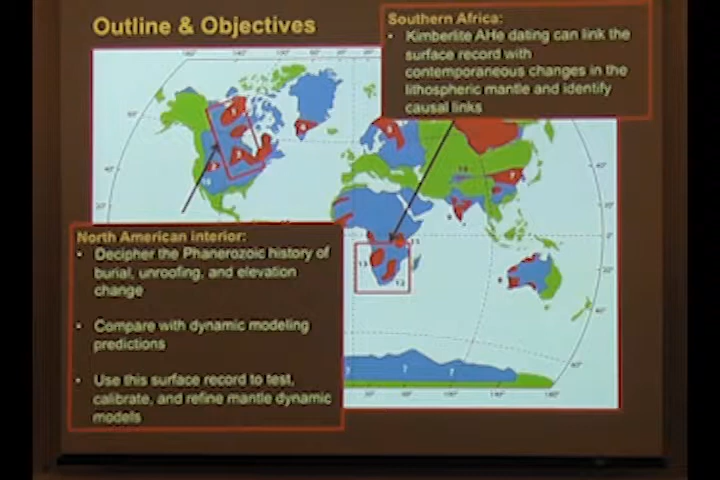 Outline & Objectives
Southern Africa:
• Kimberlite AHe dating can link the
surface record with
contemporaneous changes in the
lithospheric mantle and identify
causal links
North American interior:
• Decipher the Phanerozoic history of
burial, unroofing, and elevation
change
• Compare with dynamic modeling
predictions
• Use this surface record to test,
calibrate, and refine mantle dynamic
models